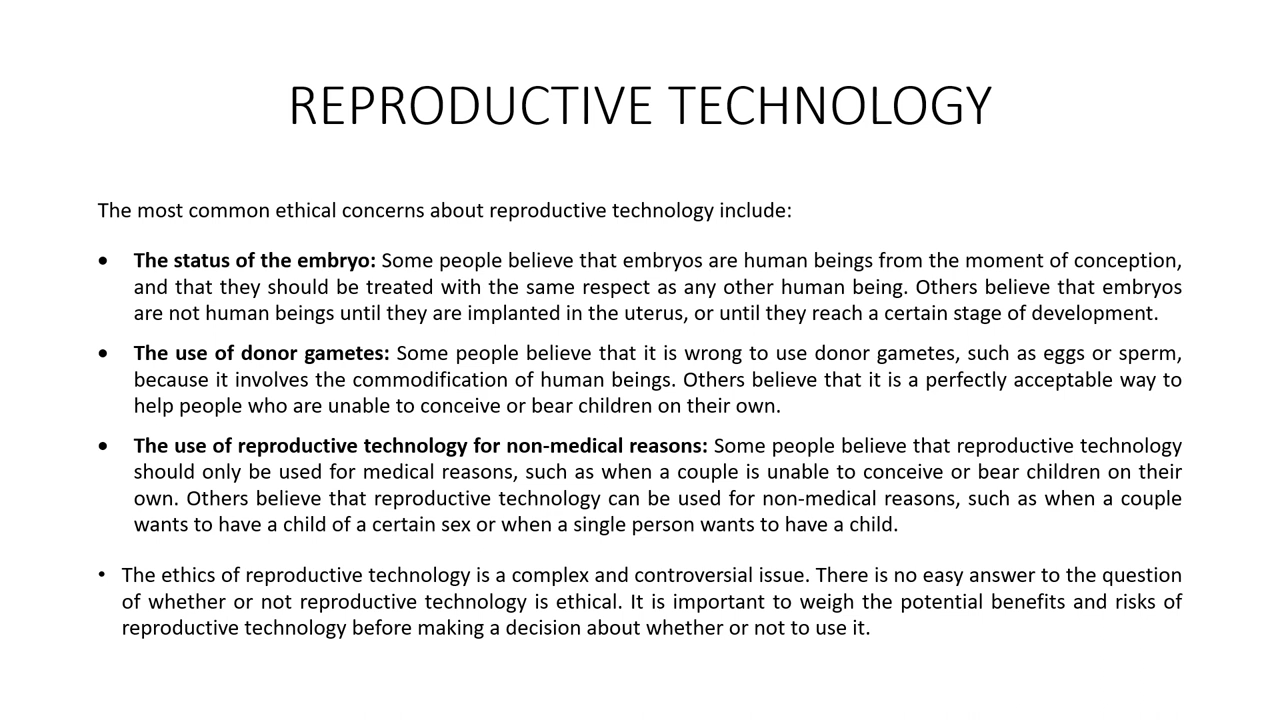 REPRODUCTIVE TECHNOLOGY
The most common ethical concerns about reproductive technology include:
• The status of the embryo: Some people believe that embryos are human beings from the moment of conception,
and that they should be treated with the same respect as any other human being. Others believe that embryos
are not human beings until they are implanted in the uterus, or until they reach a certain stage of development.
• The use of donor gametes: Some people believe that it is wrong to use donor gametes, such as eggs or sperm,
because it involves the commodification of human beings. Others believe that it is a perfectly acceptable way to
help people who are unable to conceive or bear children on their own.
• The use of reproductive technology for non-medical reasons: Some people believe that reproductive technology
should only be used for medical reasons, such as when a couple is unable to conceive or bear children on their
own. Others believe that reproductive technology can be used for non-medical reasons, such as when a couple
wants to have a child of a certain sex or when a single person wants to have a child.
• The ethics of reproductive technology is a complex and controversial issue. There is no easy answer to the question
of whether or not reproductive technology is ethical. It is important to weigh the potential benefits and risks of
reproductive technology before making a decision about whether or not to use it.